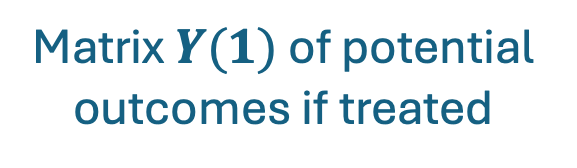 Matrix Y(1) of potential
outcomes if treated